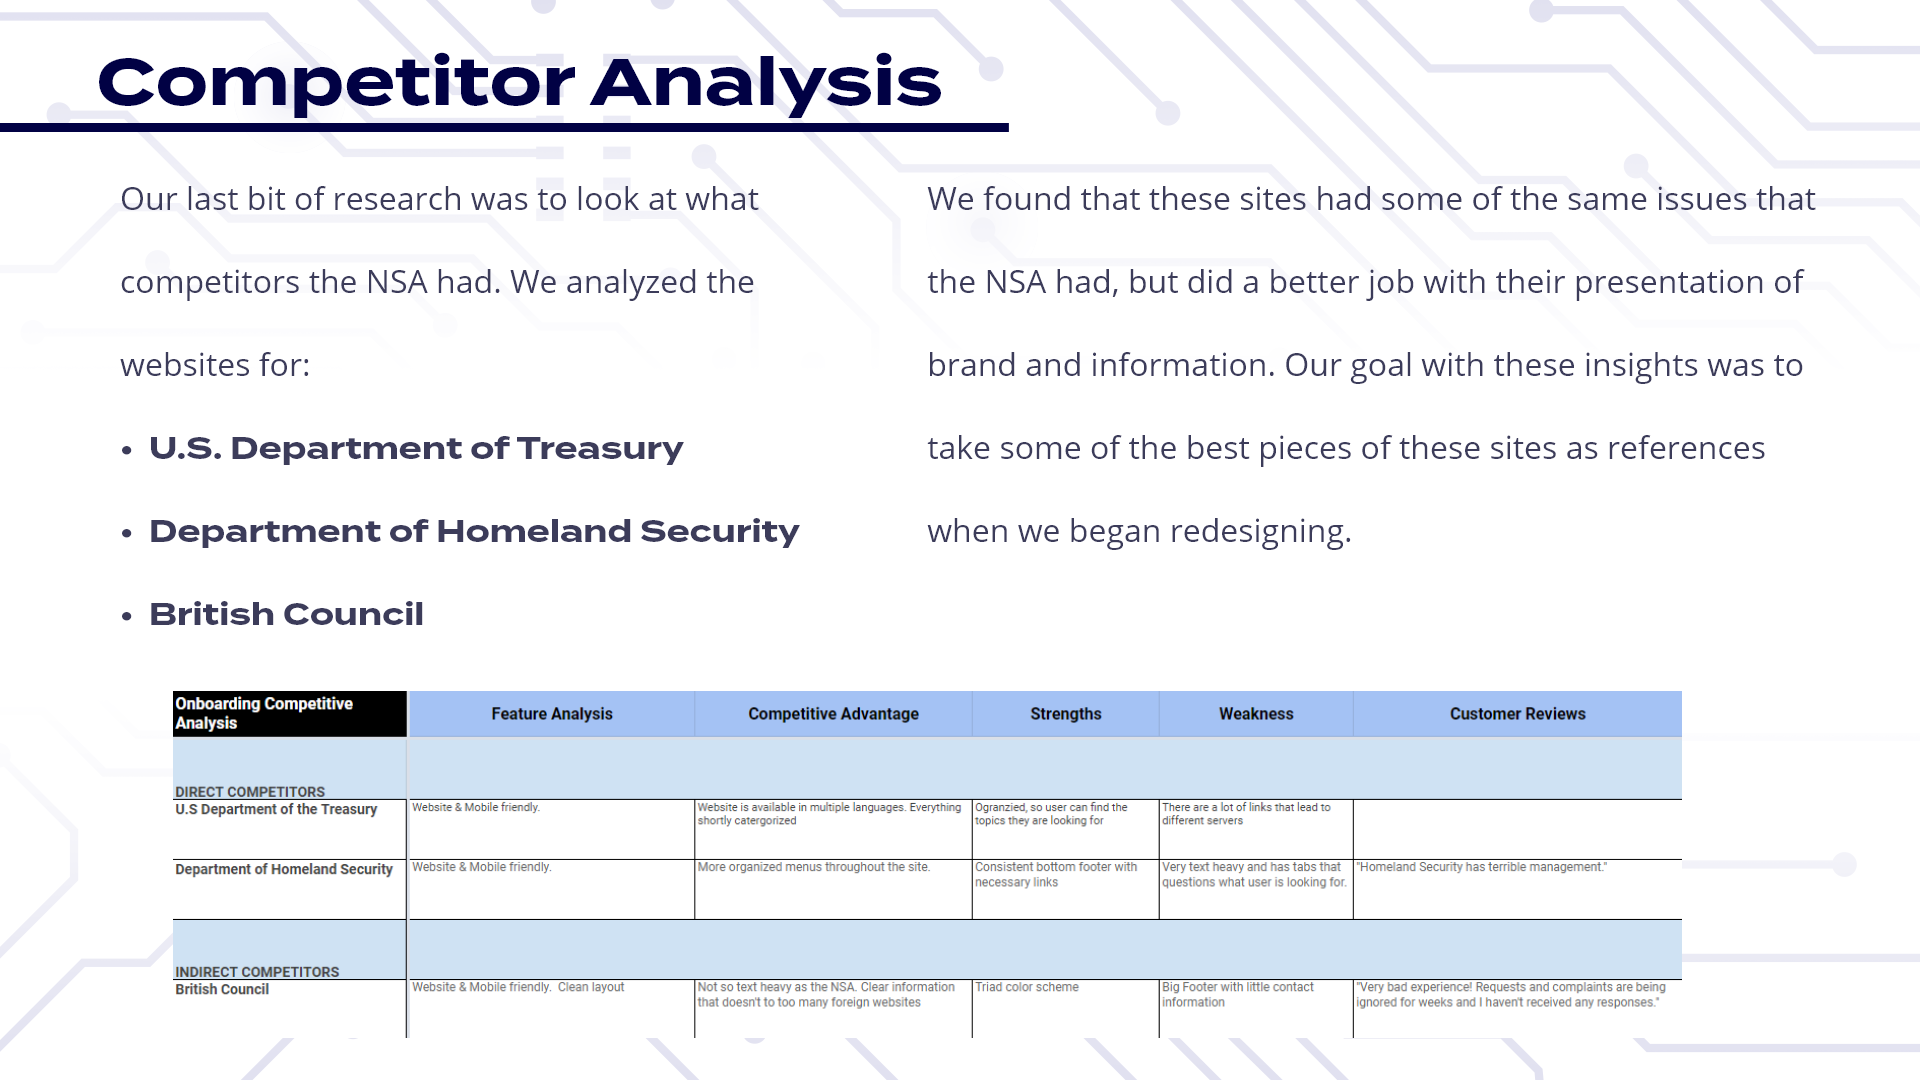 Competitor Analysis
Our last bit of research was to look at what
competitors the NSA had. We analyzed the
websites for:
• U.S. Department of Treasury
• Department of Homeland Security
• British Council
We found that these sites had some of the same issues that
the NSA had, but did a better job with their presentation of
brand and information. Our goal with these insights was to
take some of the best pieces of these sites as references
when we began redesigning.
Onboarding Competitive
Analysis
Feature Analysis
Competitive Advantage
Strengths
Weakness
Customer Reviews
DIRECT COMPETITORS
U.S Department of the Treasury
Website & Mobile friendly.
Website is available in multiple languages. Everything
shortly catergorized
Ogranzied, so user can find the
topics they are looking for
There are a lot of links that lead to
different servers
Department of Homeland Security
Website & Mobile friendly.
More organized menus throughout the site.
Consistent bottom footer with
necessary links
Very text heavy and has tabs that
questions what user is looking for.
"Homeland Security has terrible management."
INDIRECT COMPETITORS
British Council
Website & Mobile friendly.  Clean layout
Not so text heavy as the NSA. Clear information
that doesn't to too many foreign websites
Triad color scheme
Big Footer with little contact
information
"Very bad experience! Requests and complaints are being
ignored for weeks and I haven't received any responses."